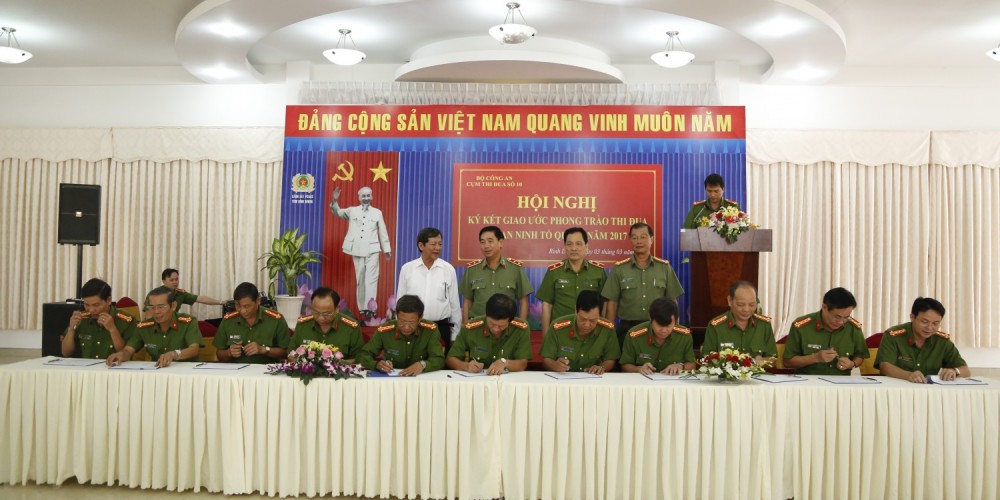 ĐẢNG CỘNG SẢN VIỆT NAM QUANG VINH MUÔN NĂM
BỘ CÔNG AN
CỤM THI ĐUA SỐ 10
HỘI NGHỊ
KÝ KẾT GIAO ƯỚC PHONG TRÀO THI ĐUA
AN NINH TỔ NĂM 2017